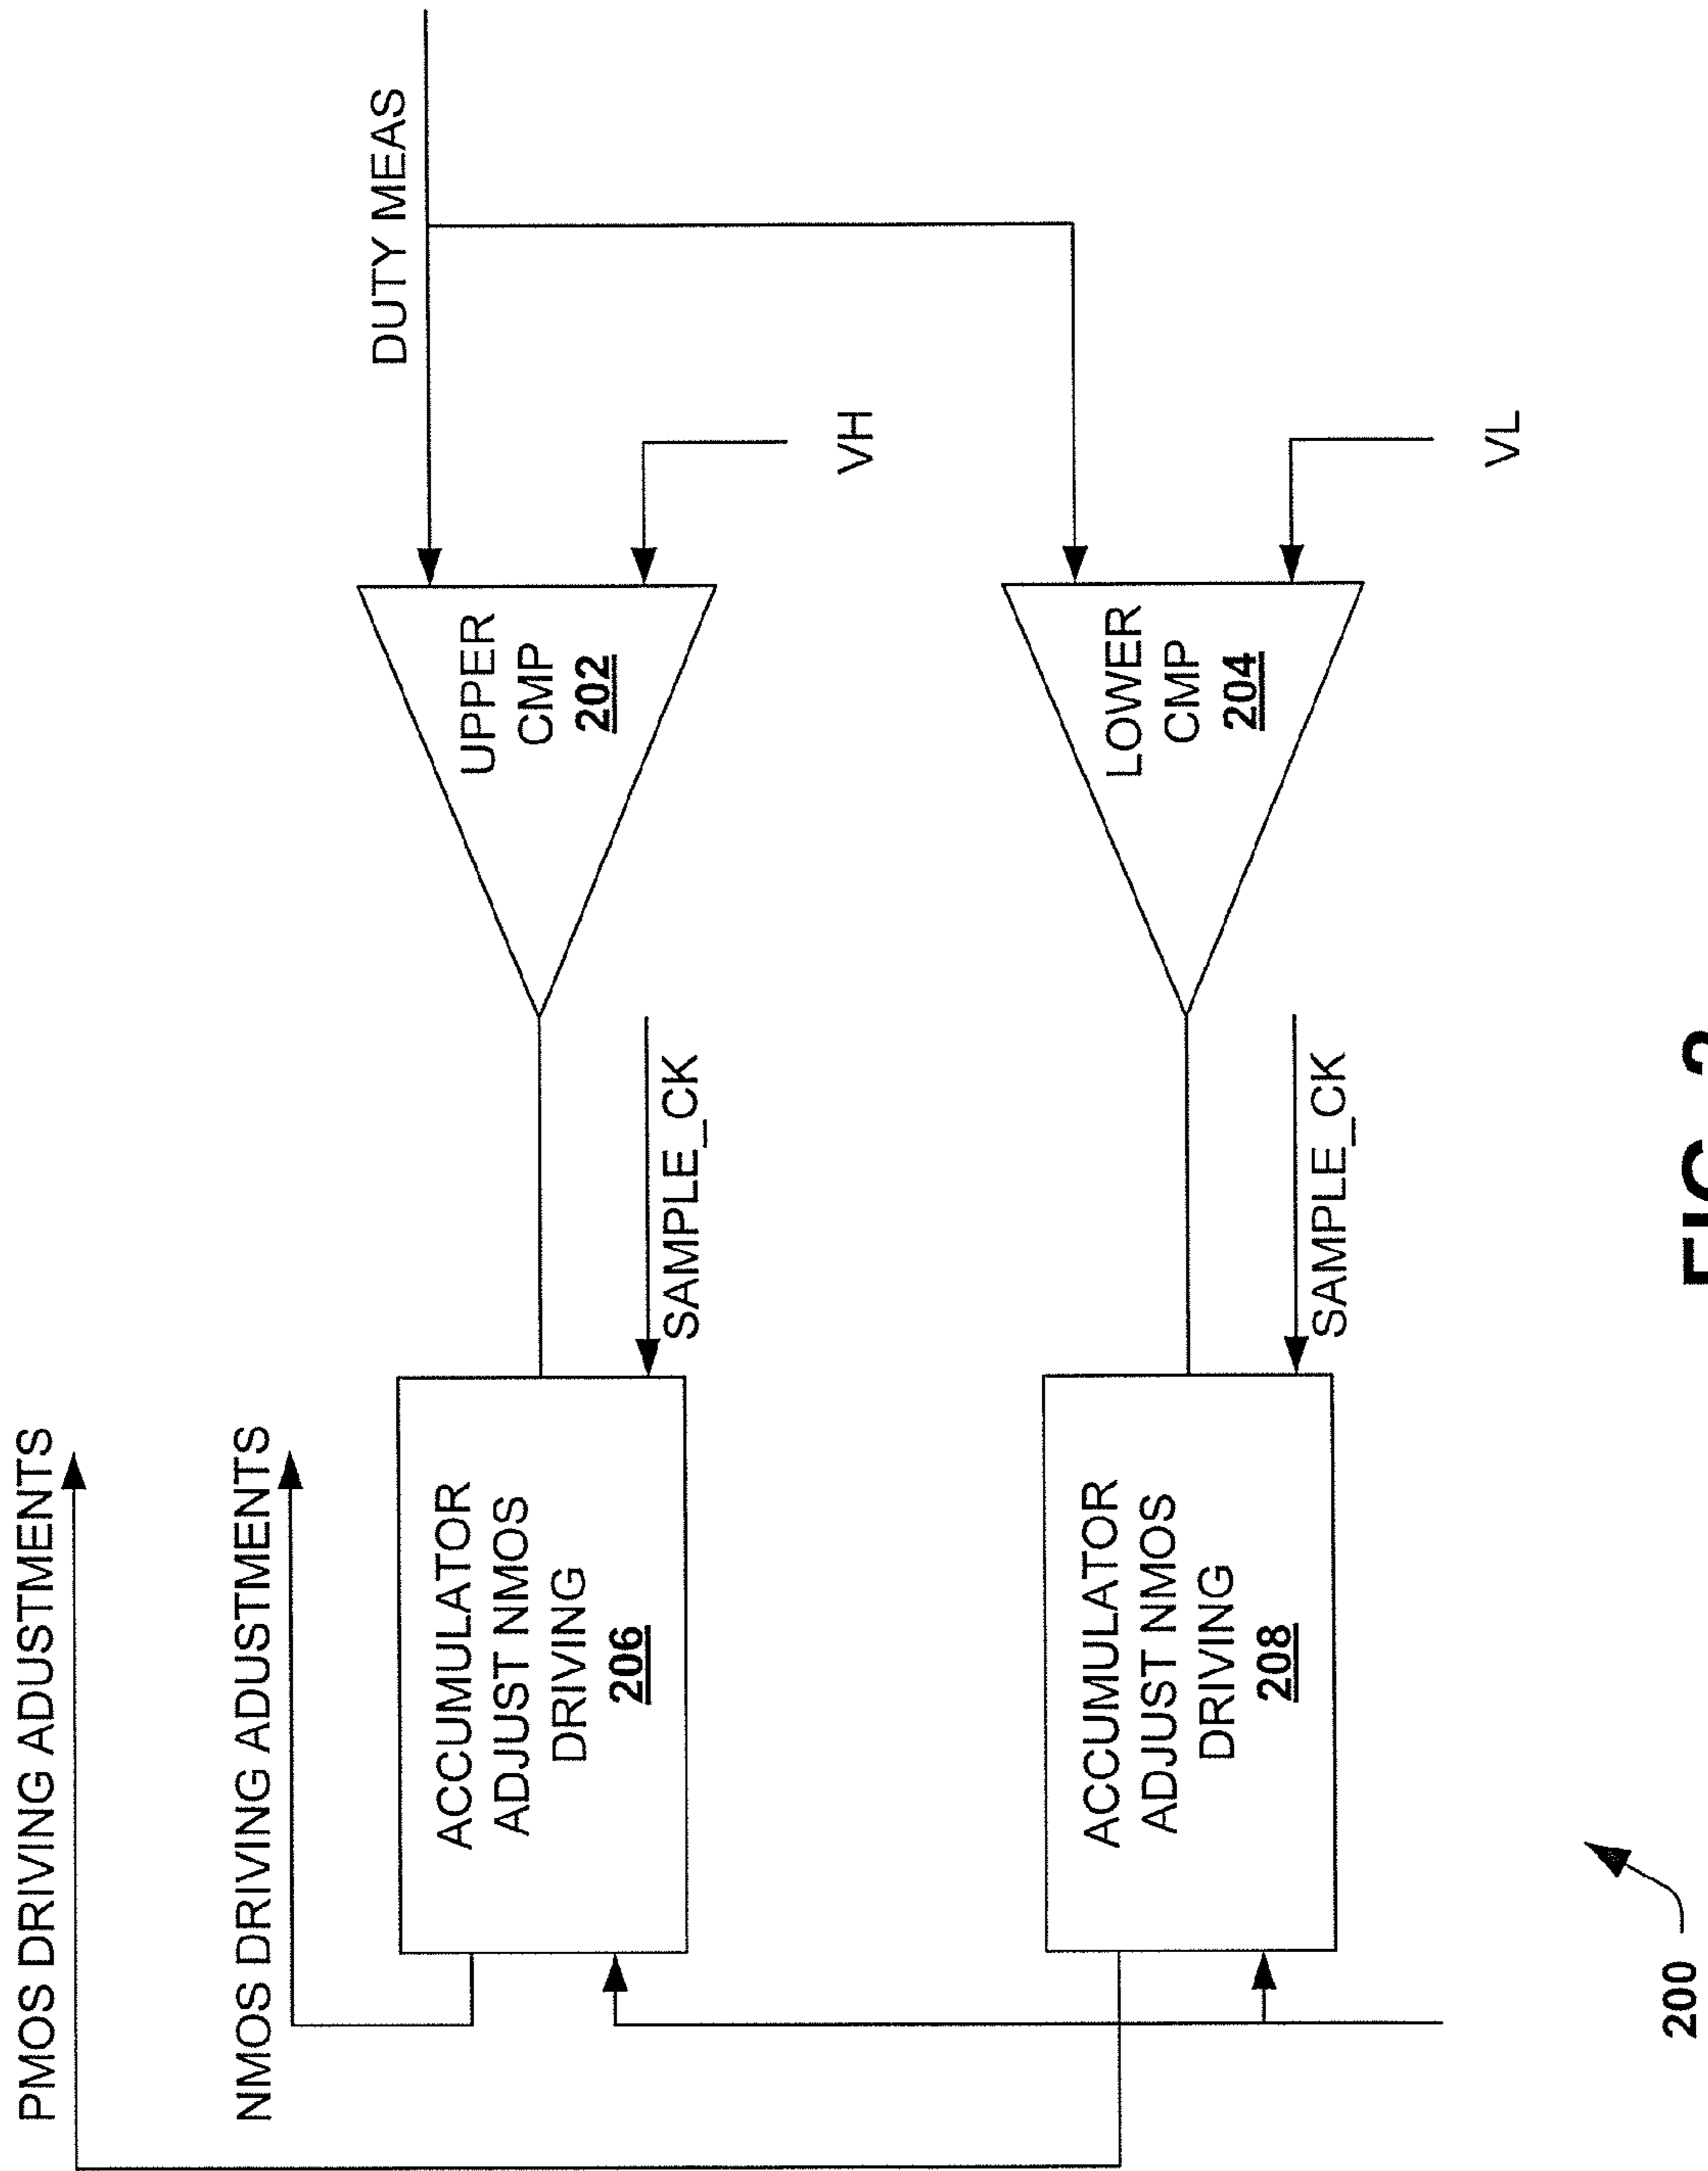 PMOS DRIVING ADUSTMENTS
NMOS DRIVING ADUSTMENTS
DUTY MEAS
ACCUMULATOR
ADJUST NMOS
DRIVING
206
SAMPLE_CK
UPPER
CMP
202
VH
ACCUMULATOR
ADJUST NMOS
DRIVING
208
SAMPLE_CK
LOWER
CMP
204
VL
200